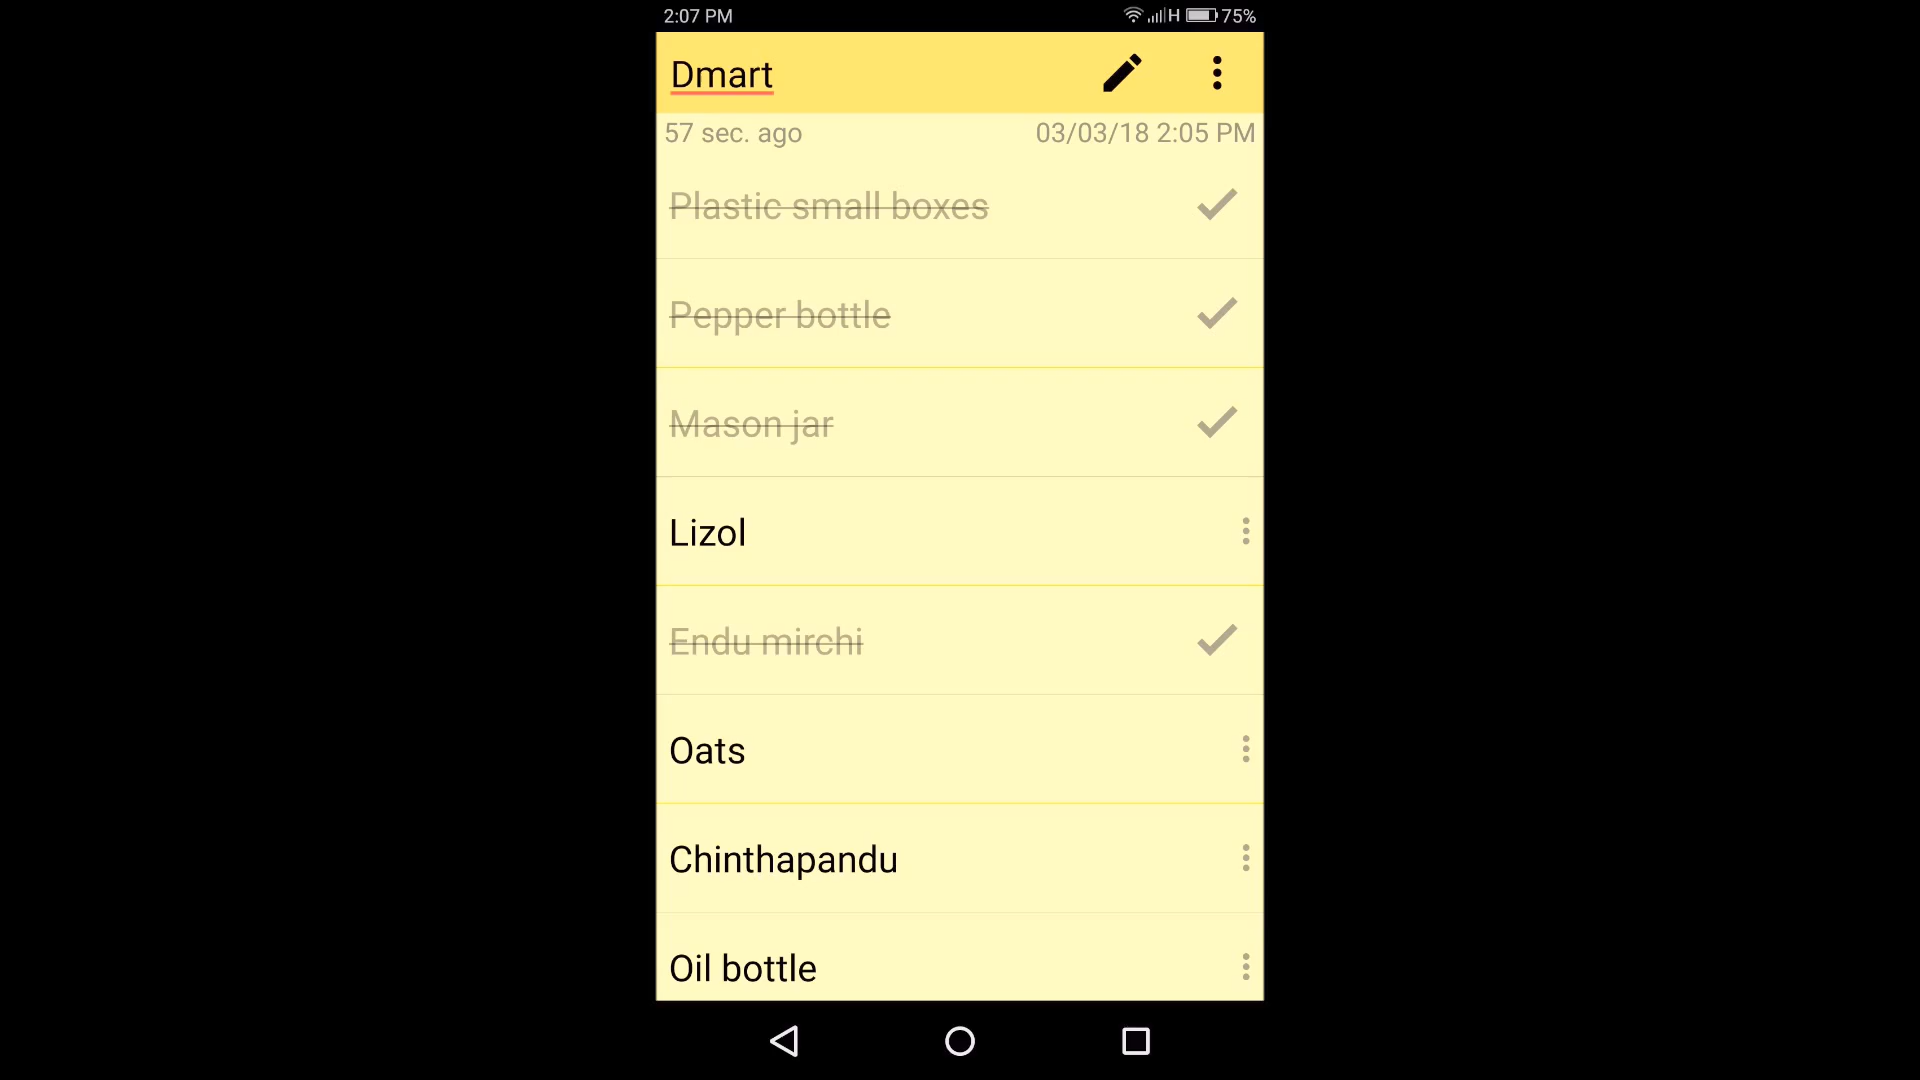 2:07 PM H 75%
Dmart
57 sec. ago 03/03/18 2:05 PM
Plastic small boxes
Pepper bottle
Mason jar
Lizol
Endu mirchi
Oats
Chinthapandu
Oil bottle